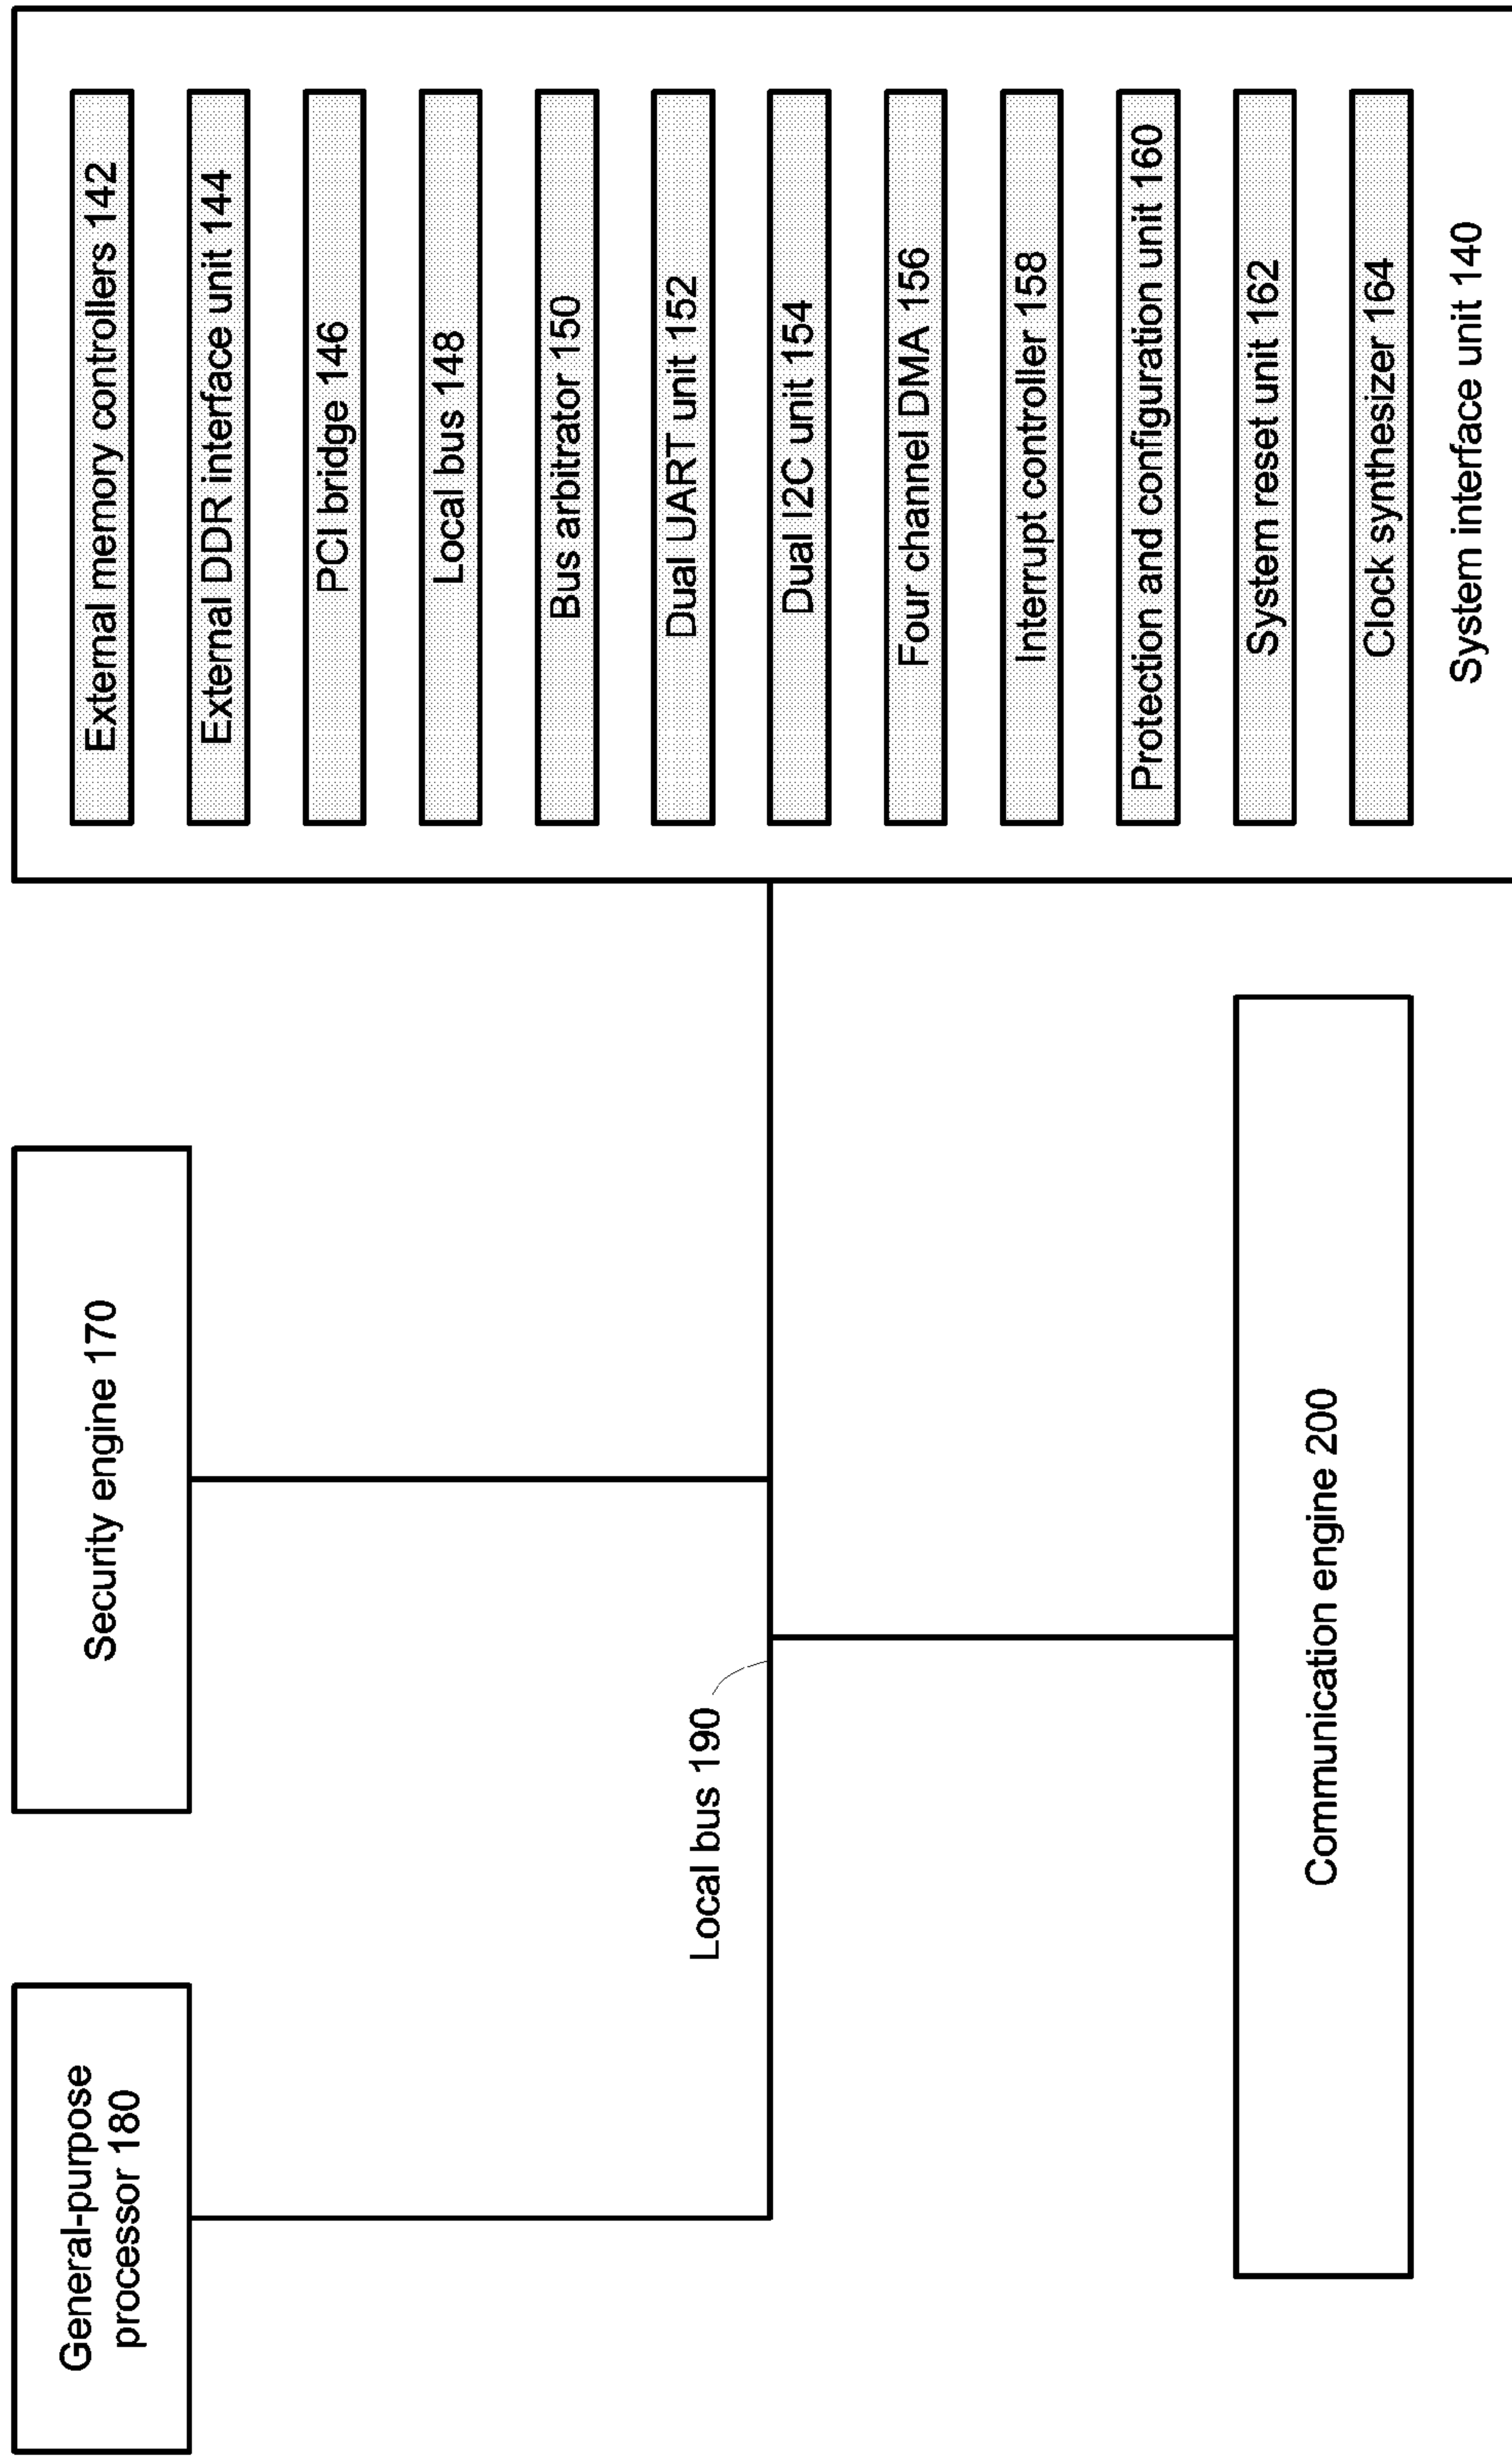 General-purpose
processor 180
Security engine 170
Local bus 190
Communication engine 200
External memory controllers 142
External DDR interface unit 144
PCI bridge 146
Local bus 148
Bus arbitrator 150
Dual UART unit 152
Dual I2C unit 154
Four channel DMA 156
Interrupt controller 158
Protection and configuration unit 160
System reset unit 162
Clock synthesizer 164
System interface unit 140